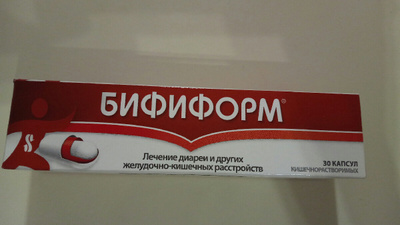 БИФИФОРМ®
Лечение диареи и других
желудочно-кишечных расстройств
30 КАПСУЛ
КИШЕЧНОРАСТВОРИМЫХ